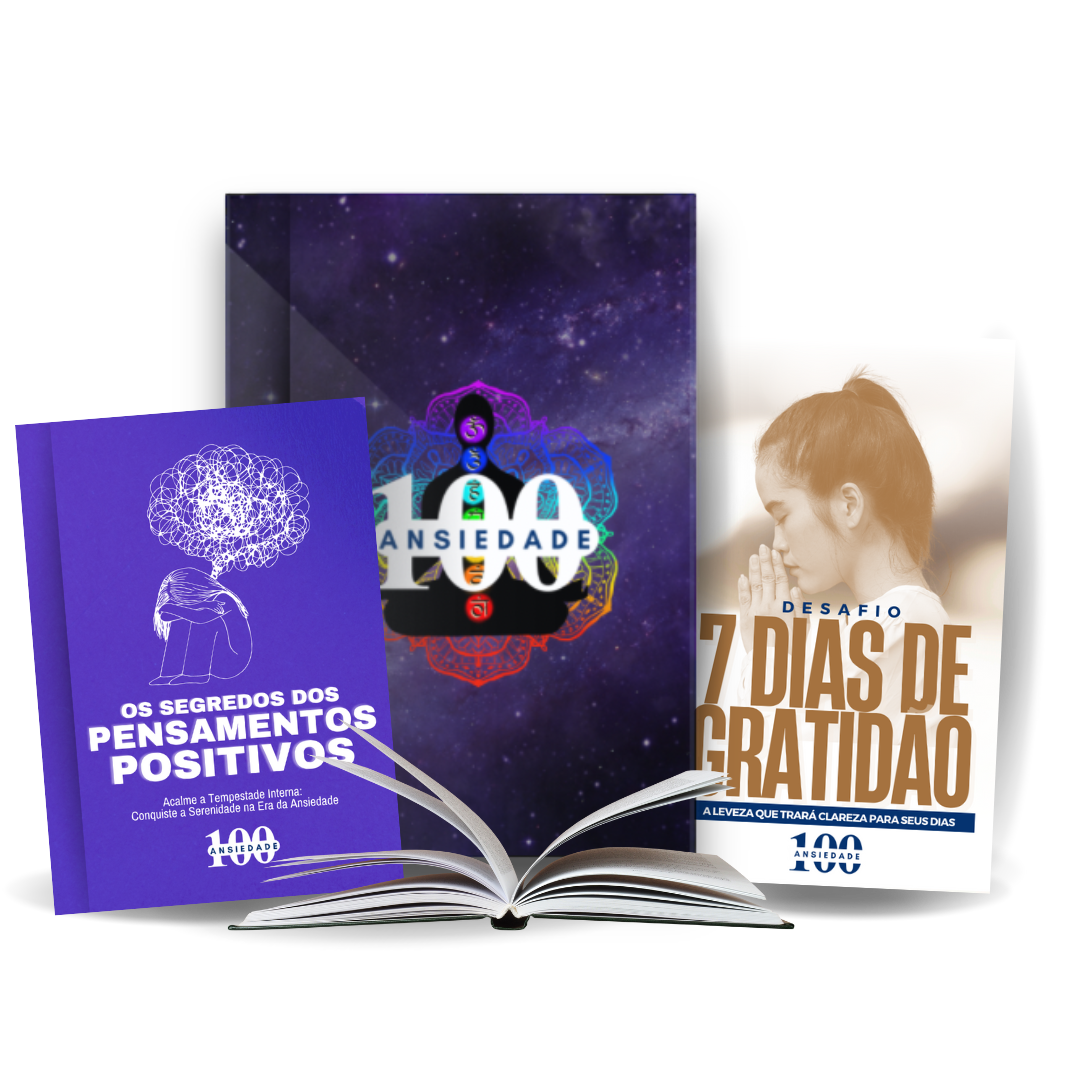 OS SEGREDOS DOS
PENSAMENTOS
POSITIVOS
Acalme a Tempestade Interna:
Conquiste a Serenidade na Era da Ansiedade
100
ANSIEDADE
100
ANSIEDADE
DESAFIO
7 DIAS DE
GRATIDÃO
A LEVEZA QUE TRARÁ CLAREZA PARA SEUS DIAS
100
ANSIEDADE